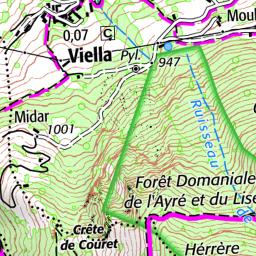 0,07
C
Moul
Viella
Pyl.
947
Ruisseau
de
Midar
1001
Forêt Domaniale
de l'Ayré et du Lise
Crête
de Couret
Hérrère